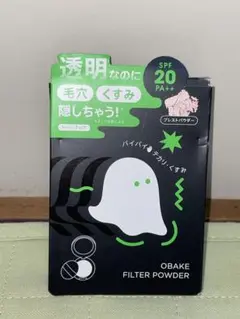 透明なのに
毛穴 くすみ
隠しちゃう!
SPF
20
PA++
プレストパウダー
バイバイ テカリ・くすみ
OBAKE
FILTER POWDER